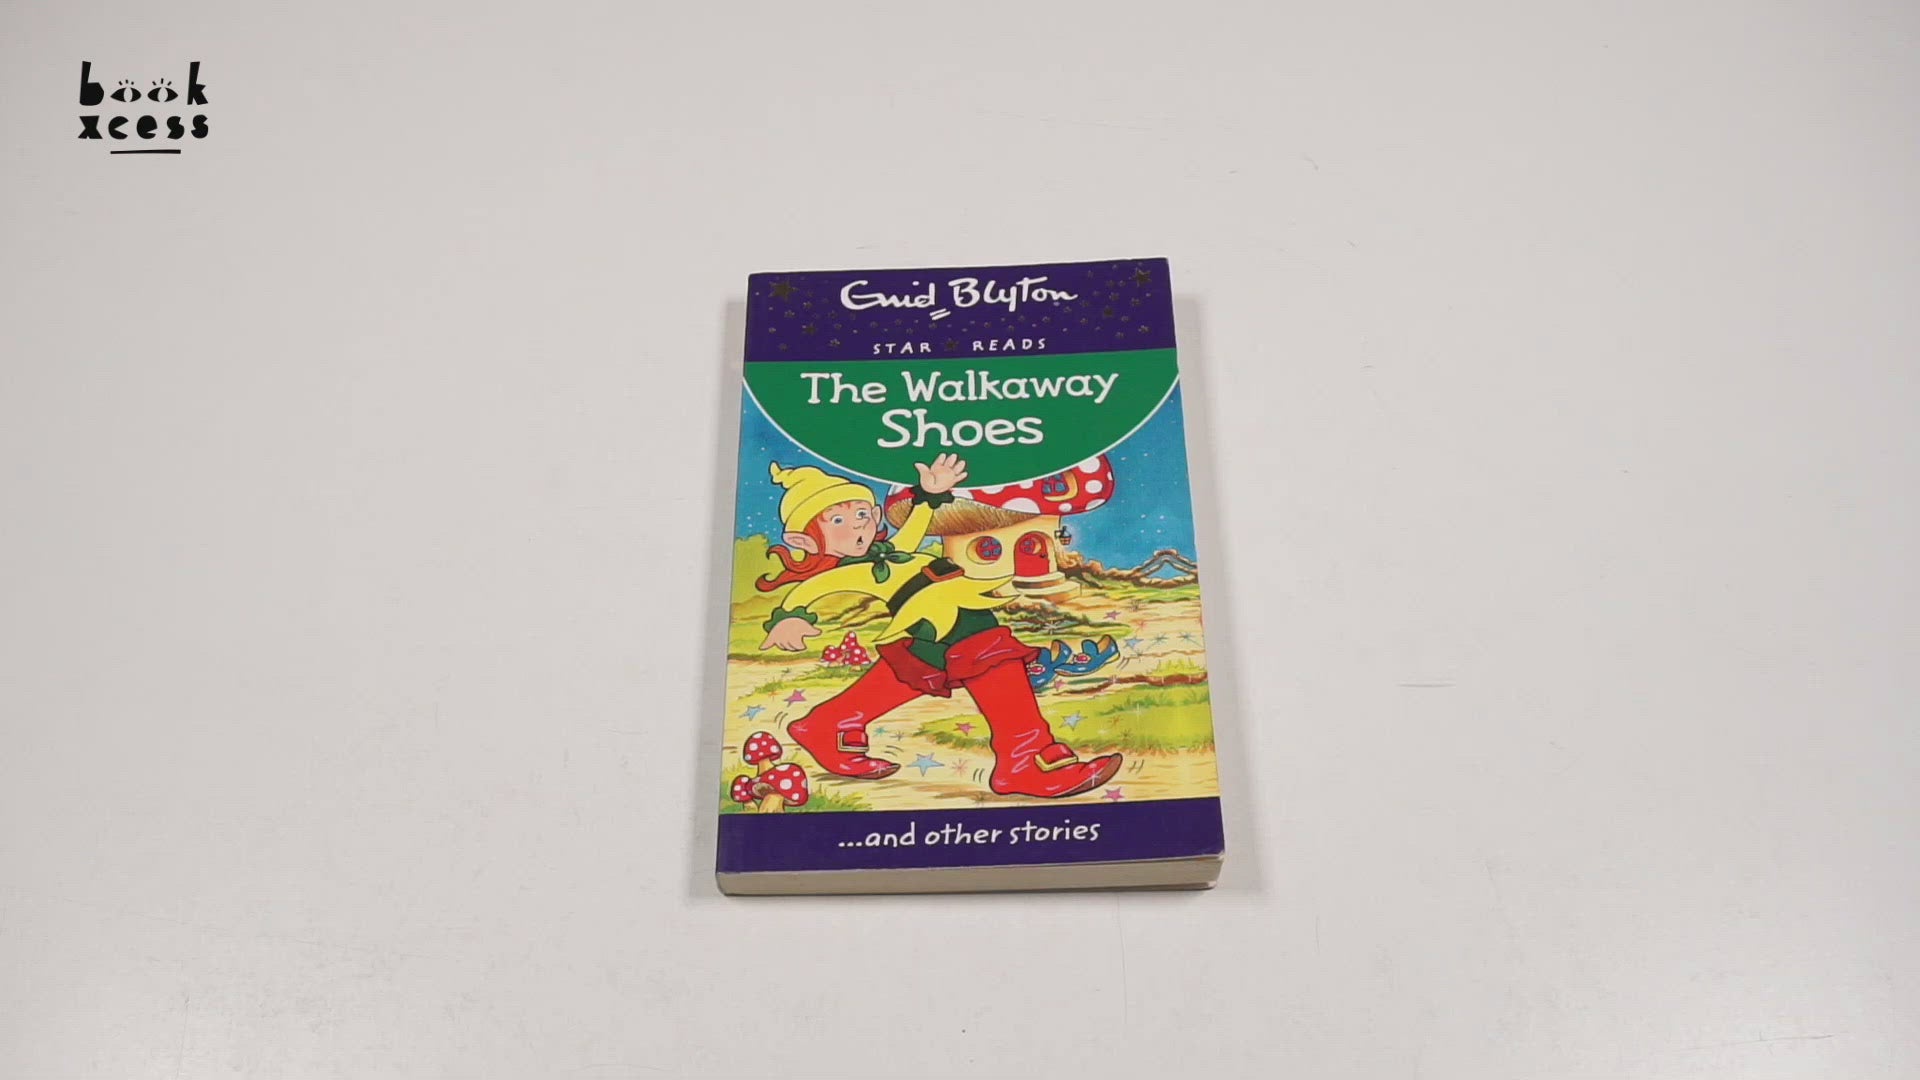 book
xcess
Enid Blyton
STAR READS
The Walkaway
Shoes
...and other stories